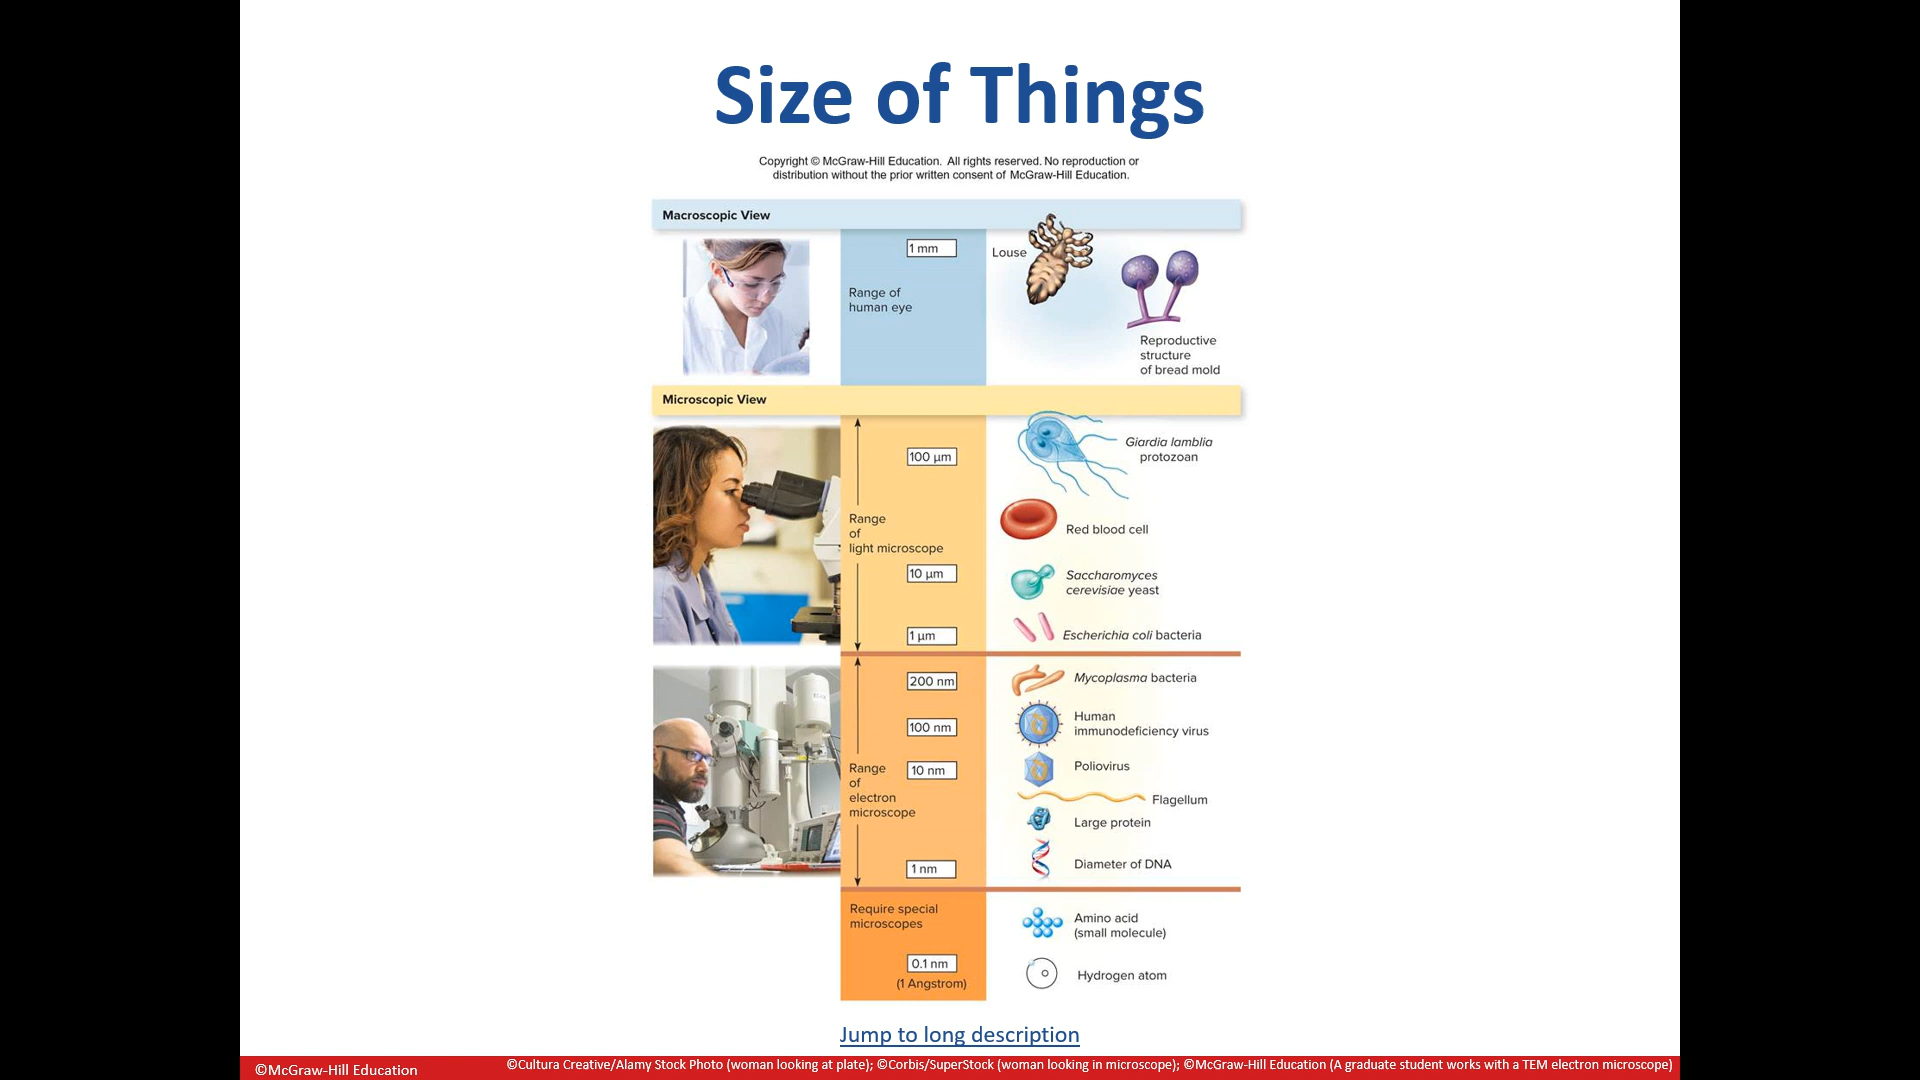 Size of Things
Copyright © McGraw-Hill Education. All rights reserved. No reproduction or
distribution without the prior written consent of McGraw-Hill Education.
Macroscopic View
1 mm
Louse
Range of
human eye
Reproductive
structure
of bread mold
Microscopic View
100 µm
Giardia lamblia
protozoan
Range
of
light microscope
Red blood cell
10 µm
Saccharomyces
cerevisiae yeast
1 µm
Escherichia coli bacteria
200 nm
Mycoplasma bacteria
100 nm
Human
immunodeficiency virus
Range
of
electron
microscope
10 nm
Poliovirus
Flagellum
Large protein
1 nm
Diameter of DNA
Require special
microscopes
Amino acid
(small molecule)
0.1 nm
(1 Angstrom)
Hydrogen atom
Jump to long description
©McGraw-Hill Education
©Cultura Creative/Alamy Stock Photo (woman looking at plate); ©Corbis/SuperStock (woman looking in microscope); ©McGraw-Hill Education (A graduate student works with a TEM electron microscope)